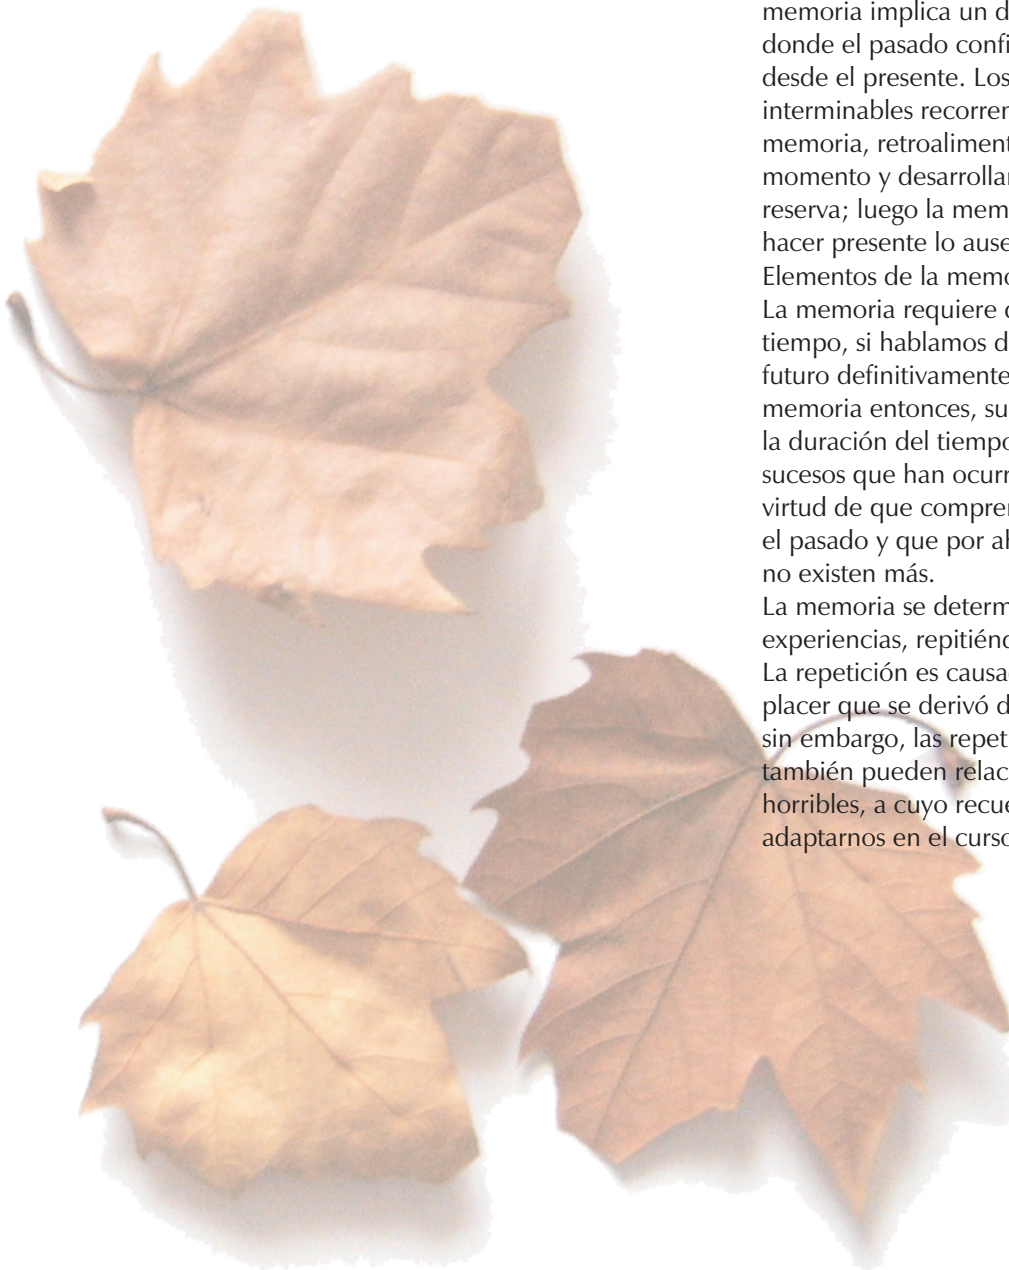 memoria implica un d
donde el pasado confi
desde el presente. Los
interminables recorren
memoria, retroaliment
momento y desarrollan
reserva; luego la mem
hacer presente lo ause
Elementos de la memo
La memoria requiere d
tiempo, si hablamos d
futuro definitivamente
memoria entonces, su
la duración del tiempo
sucesos que han ocurr
virtud de que compren
el pasado y que por ah
no existen más.
La memoria se determ
experiencias, repitiénd
La repetición es causa
placer que se derivó d
sin embargo, las repet
también pueden relac
horribles, a cuyo recue
adaptarnos en el curso